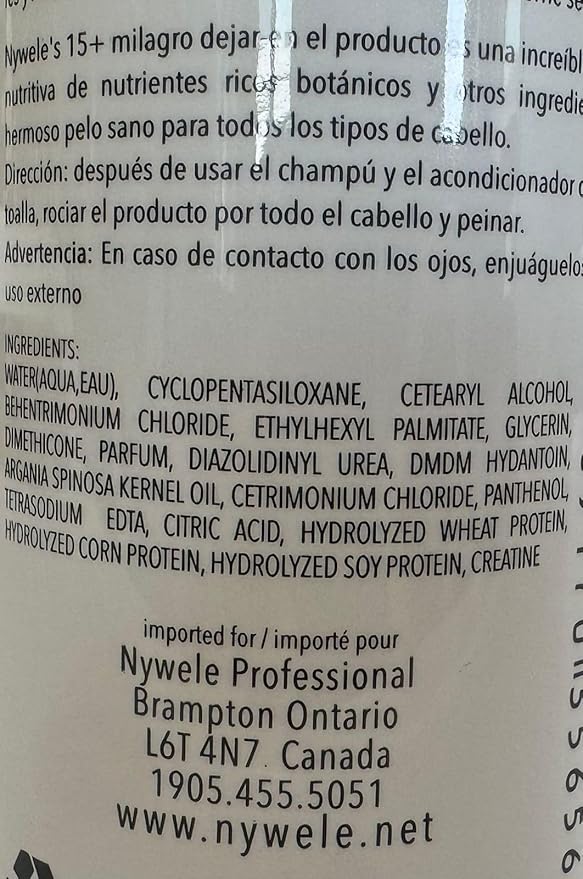 Nywele's 15+ milagro dejar-en el producto es una increíbl
nutritiva de nutrientes ricos botánicos y otros ingredie
hermoso pelo sano para todos los tipos de cabello.
Dirección: después de usar el champú y el acondicionador
toalla, rociar el producto por todo el cabello y peinar.
Advertencia: En caso de contacto con los ojos, enjuáguelo
uso externo
INGREDIENTS:
WATER(AQUA,EAU), CYCLOPENTASILOXANE, CETEARYL ALCOHOL,
BEHENTRIMONIUM CHLORIDE, ETHYLHEXYL PALMITATE, GLYCERIN,
DIMETHICONE, PARFUM, DIAZOLIDINYL UREA, DMDM HYDANTOIN,
ARGANIA SPINOSA KERNEL OIL, CETRIMONIUM CHLORIDE, PANTHENOL,
TETRASODIUM EDTA, CITRIC ACID, HYDROLYZED WHEAT PROTEIN,
HYDROLYZED CORN PROTEIN, HYDROLYZED SOY PROTEIN, CREATINE
imported for / importé pour
Nywele Professional
Brampton Ontario
L6T 4N7. Canada
1905.455.5051
www.nywele.net